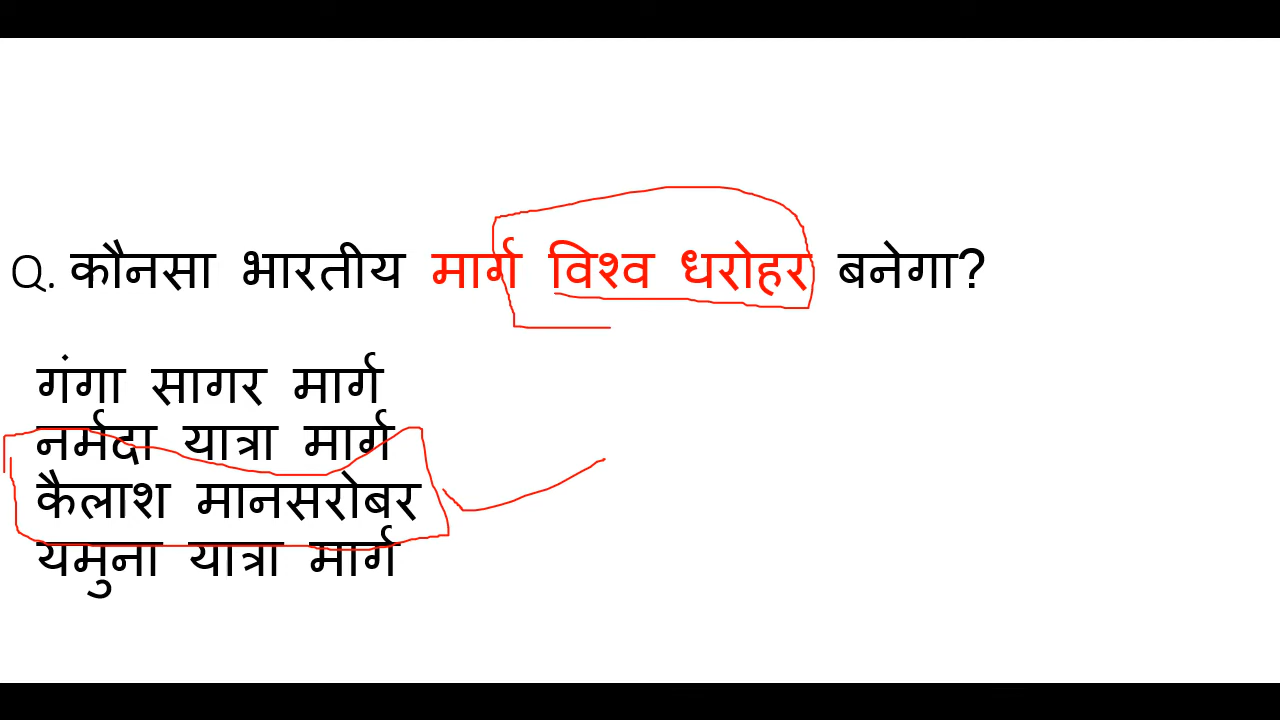 Q. कौनसा भारतीय मार्ग विश्व धरोहर बनेगा?
गंगा सागर मार्ग
नर्मदा यात्रा मार्ग
कैलाश मानसरोबर
यमुना यात्रा मार्ग